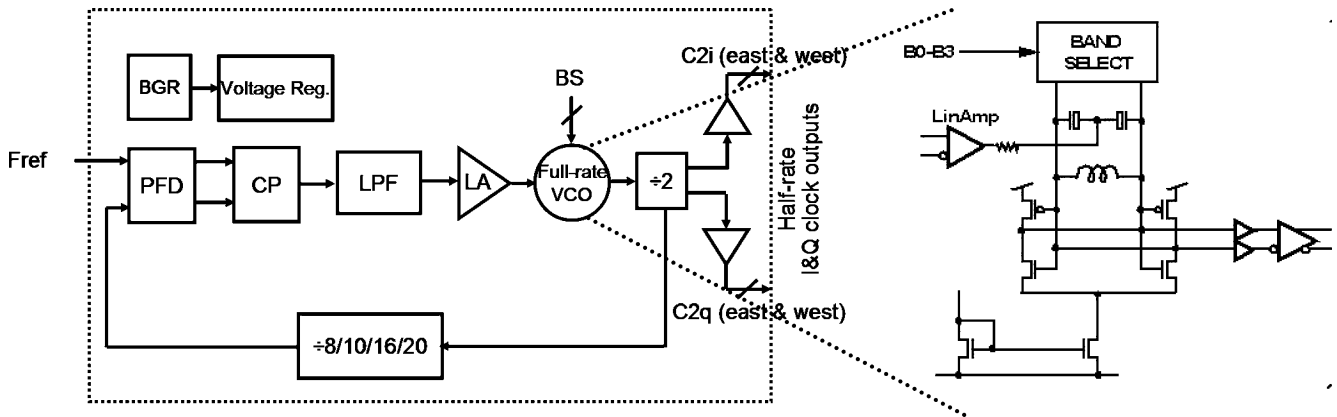 BGR
Voltage Reg.
BS
C2i (east & west)
Fref
PFD
CP
LPF
LA
Full-rate
VCO
÷2
Half-rate
I&Q clock outputs
C2q (east & west)
÷8/10/16/20
B0-B3
BAND
SELECT
LinAmp